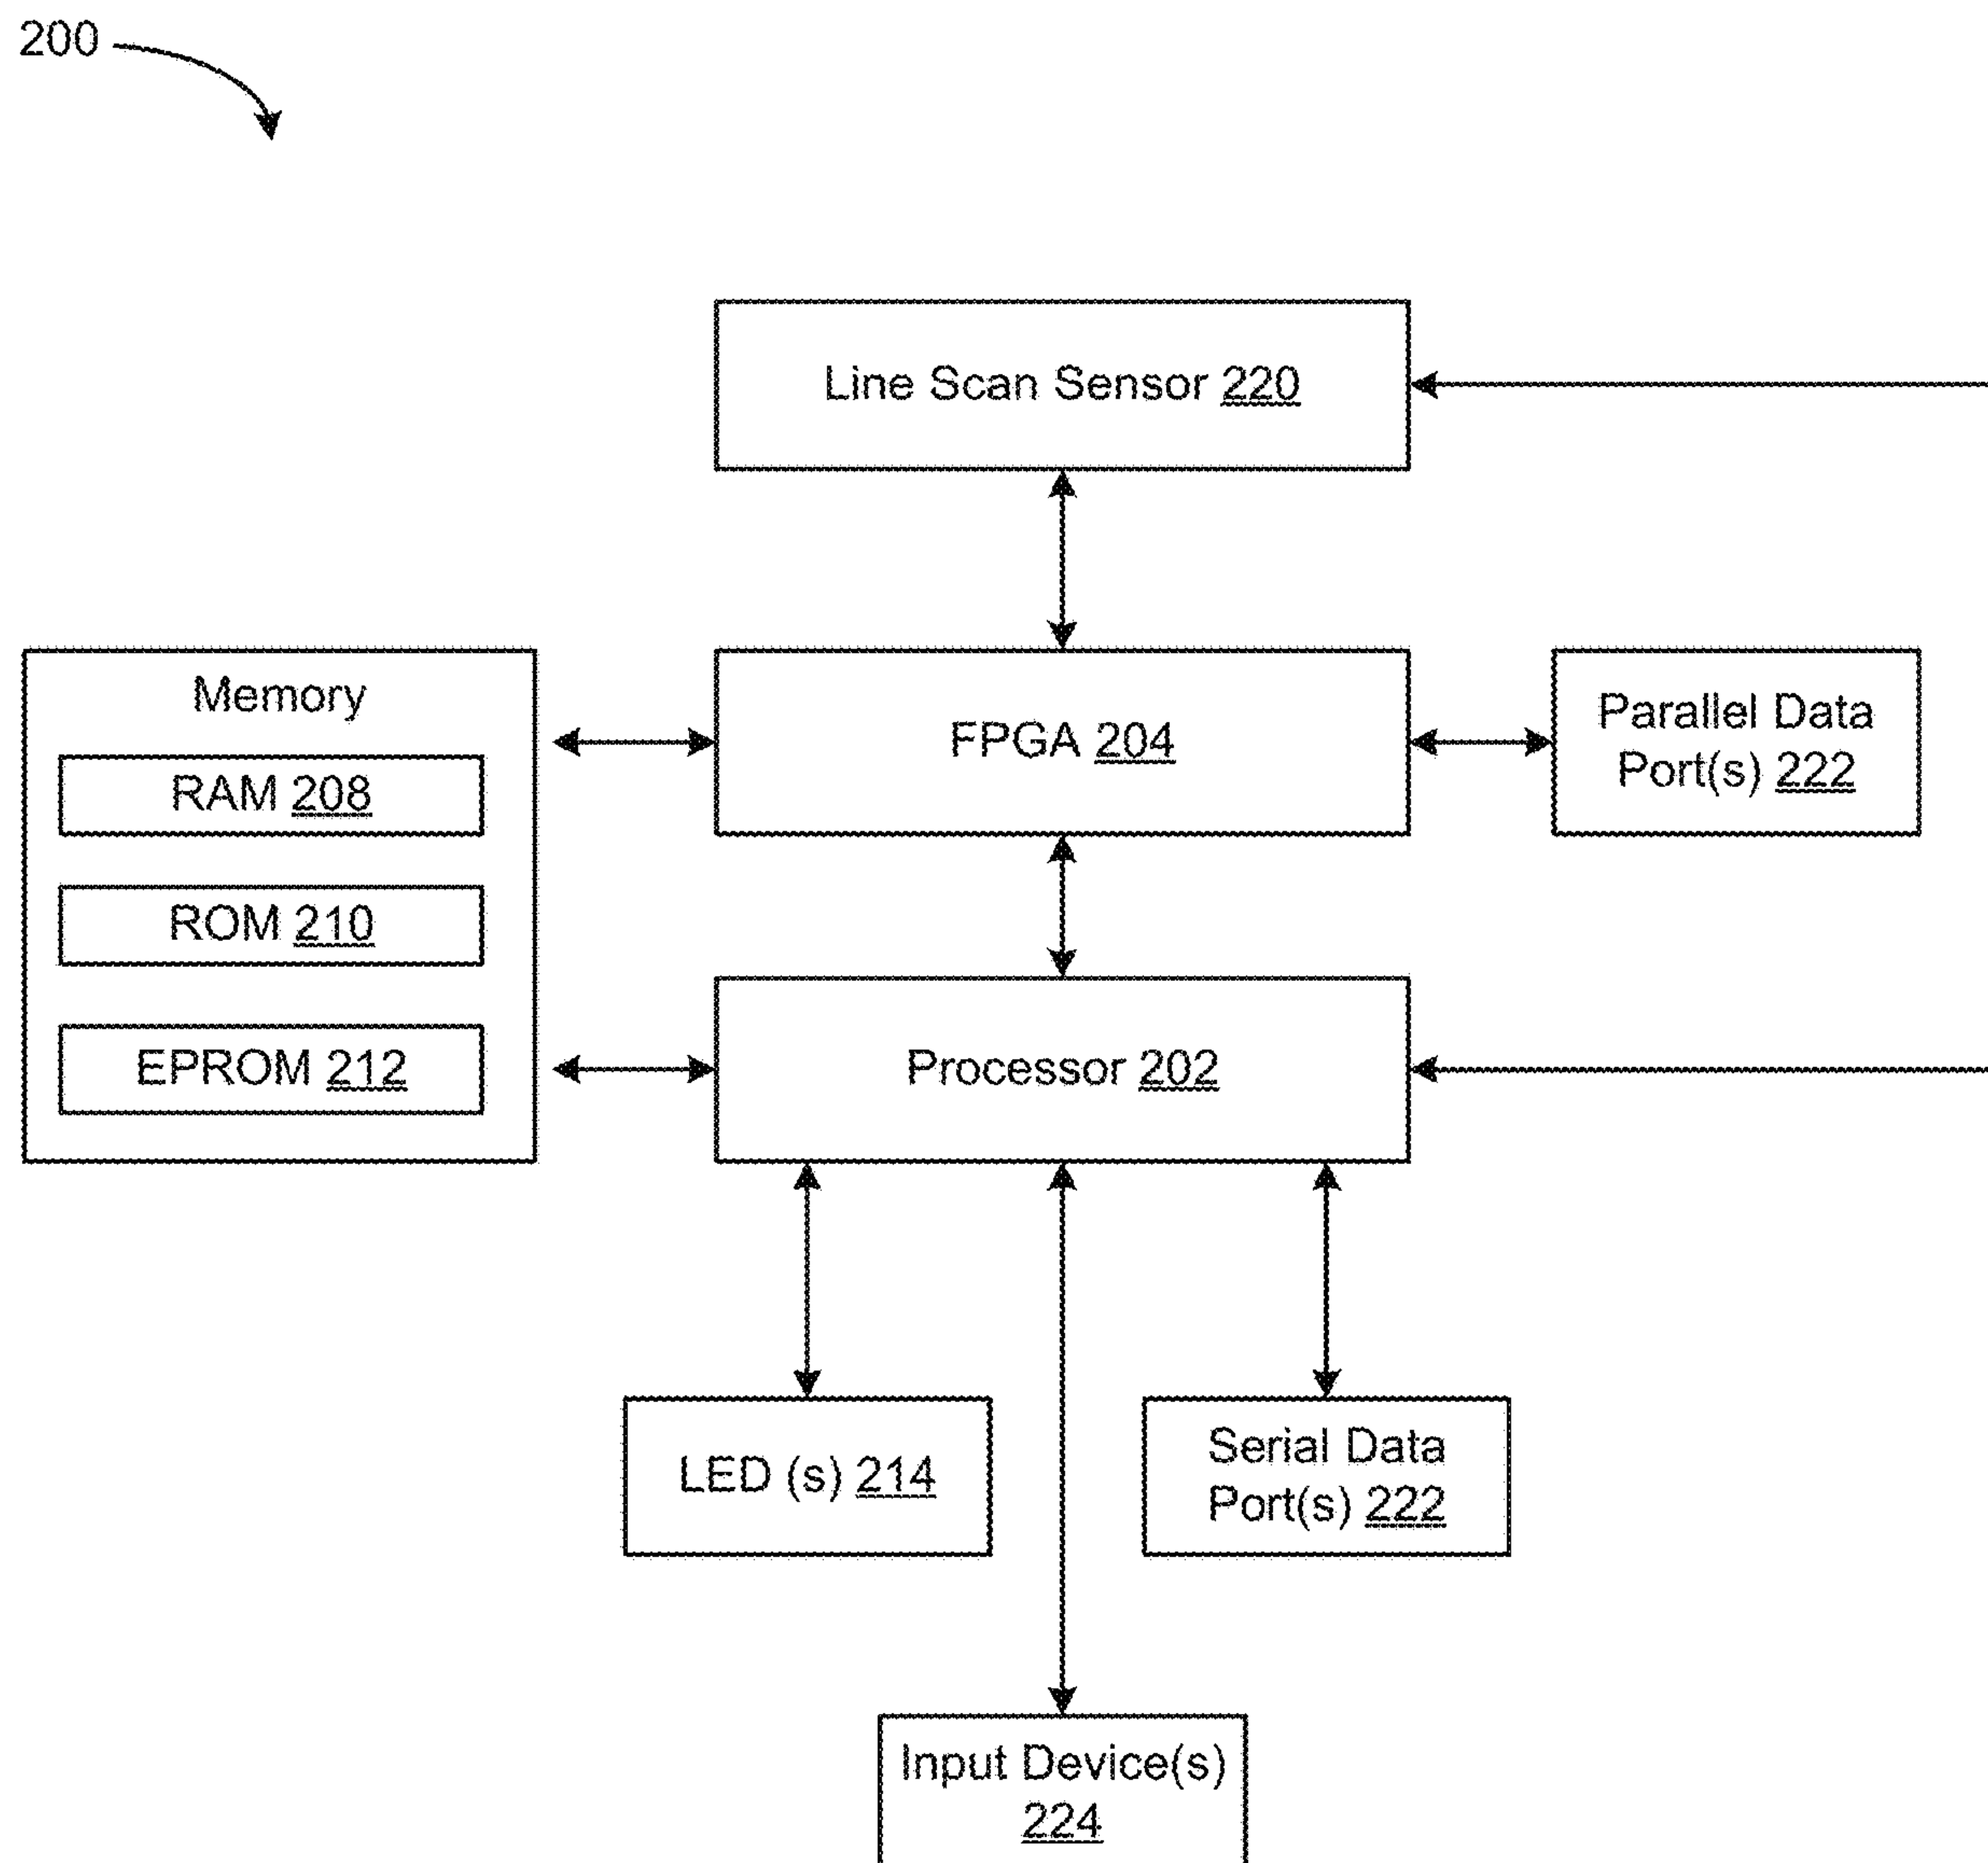 200
Line Scan Sensor 220
Memory
RAM 208
ROM 210
EPROM 212
FPGA 204
Parallel Data
Port(s) 222
Processor 202
LED (s) 214
Serial Data
Port(s) 222
Input Device(s)
224